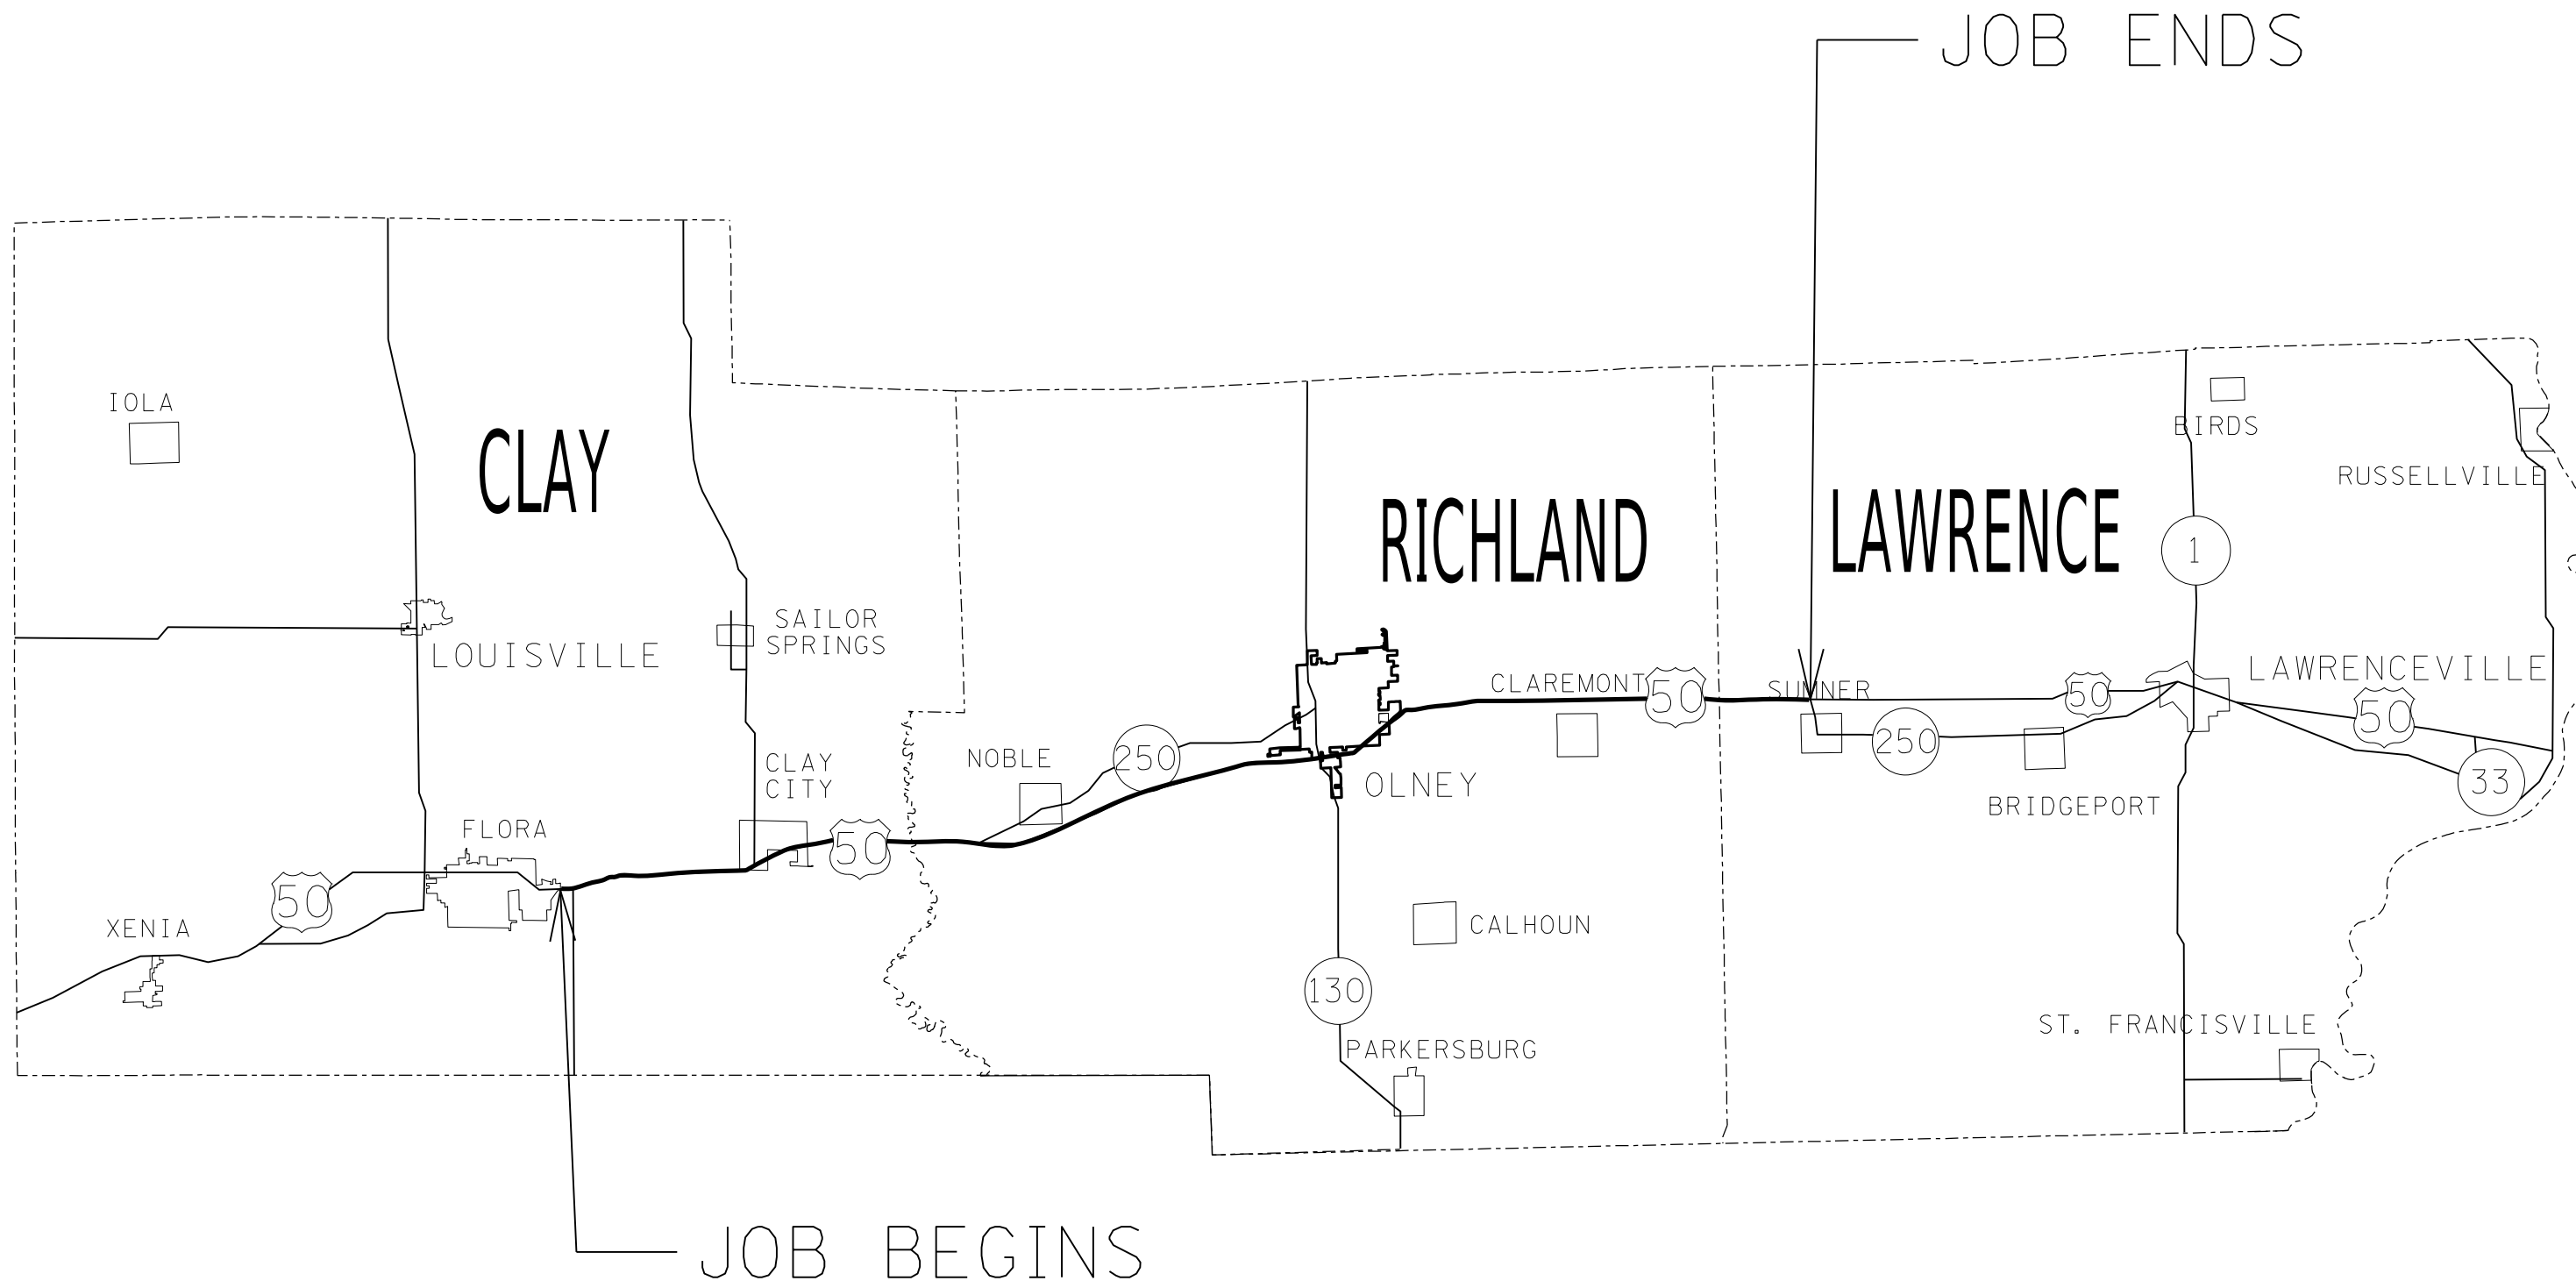 JOB ENDS
IOLA
CLAY
BIRDS
RUSSELLVILLE
RICHLAND
LAWRENCE
1
SAILOR
SPRINGS
LOUISVILLE
LAWRENCEVILLE
CLAREMONT
50
SUMNER
50
50
CLAY
CITY
NOBLE
250
250
33
OLNEY
BRIDGEPORT
FLORA
50
50
XENIA
CALHOUN
130
ST. FRANCISVILLE
PARKERSBURG
JOB BEGINS